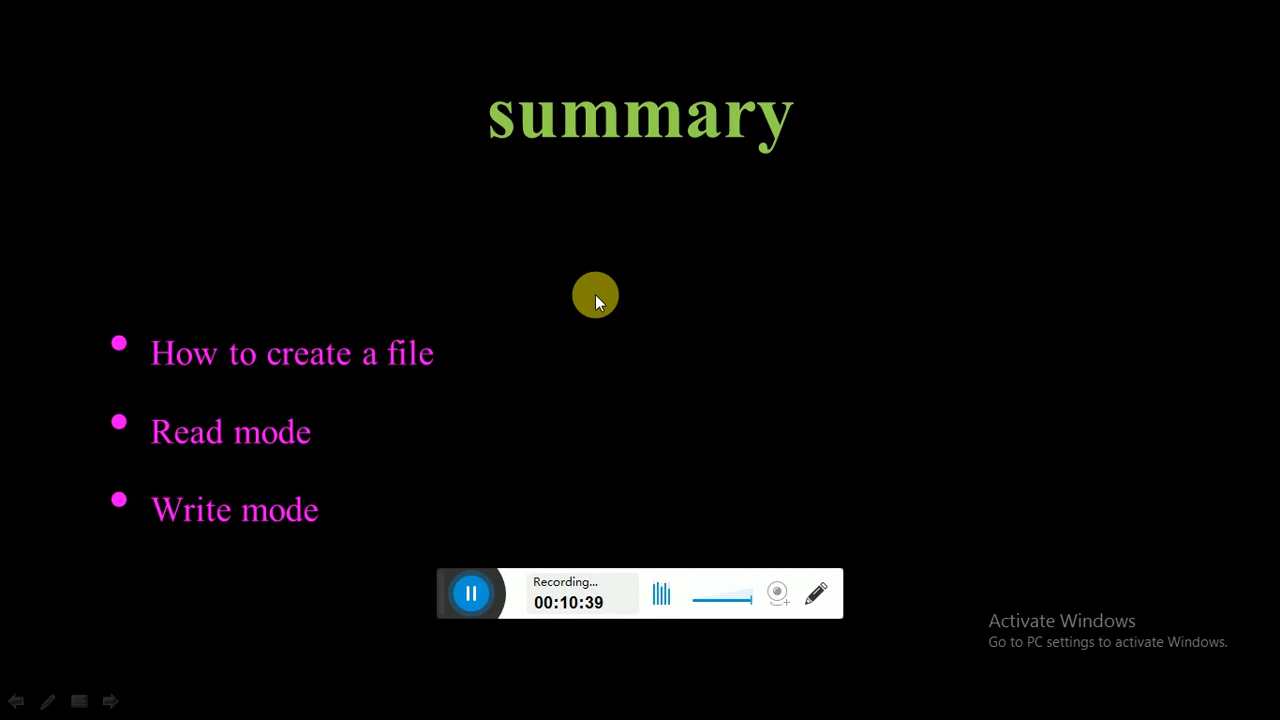 summary
How to create a file
Read mode
Write mode
Recording...
00:10:39
Activate Windows
Go to PC settings to activate Windows.